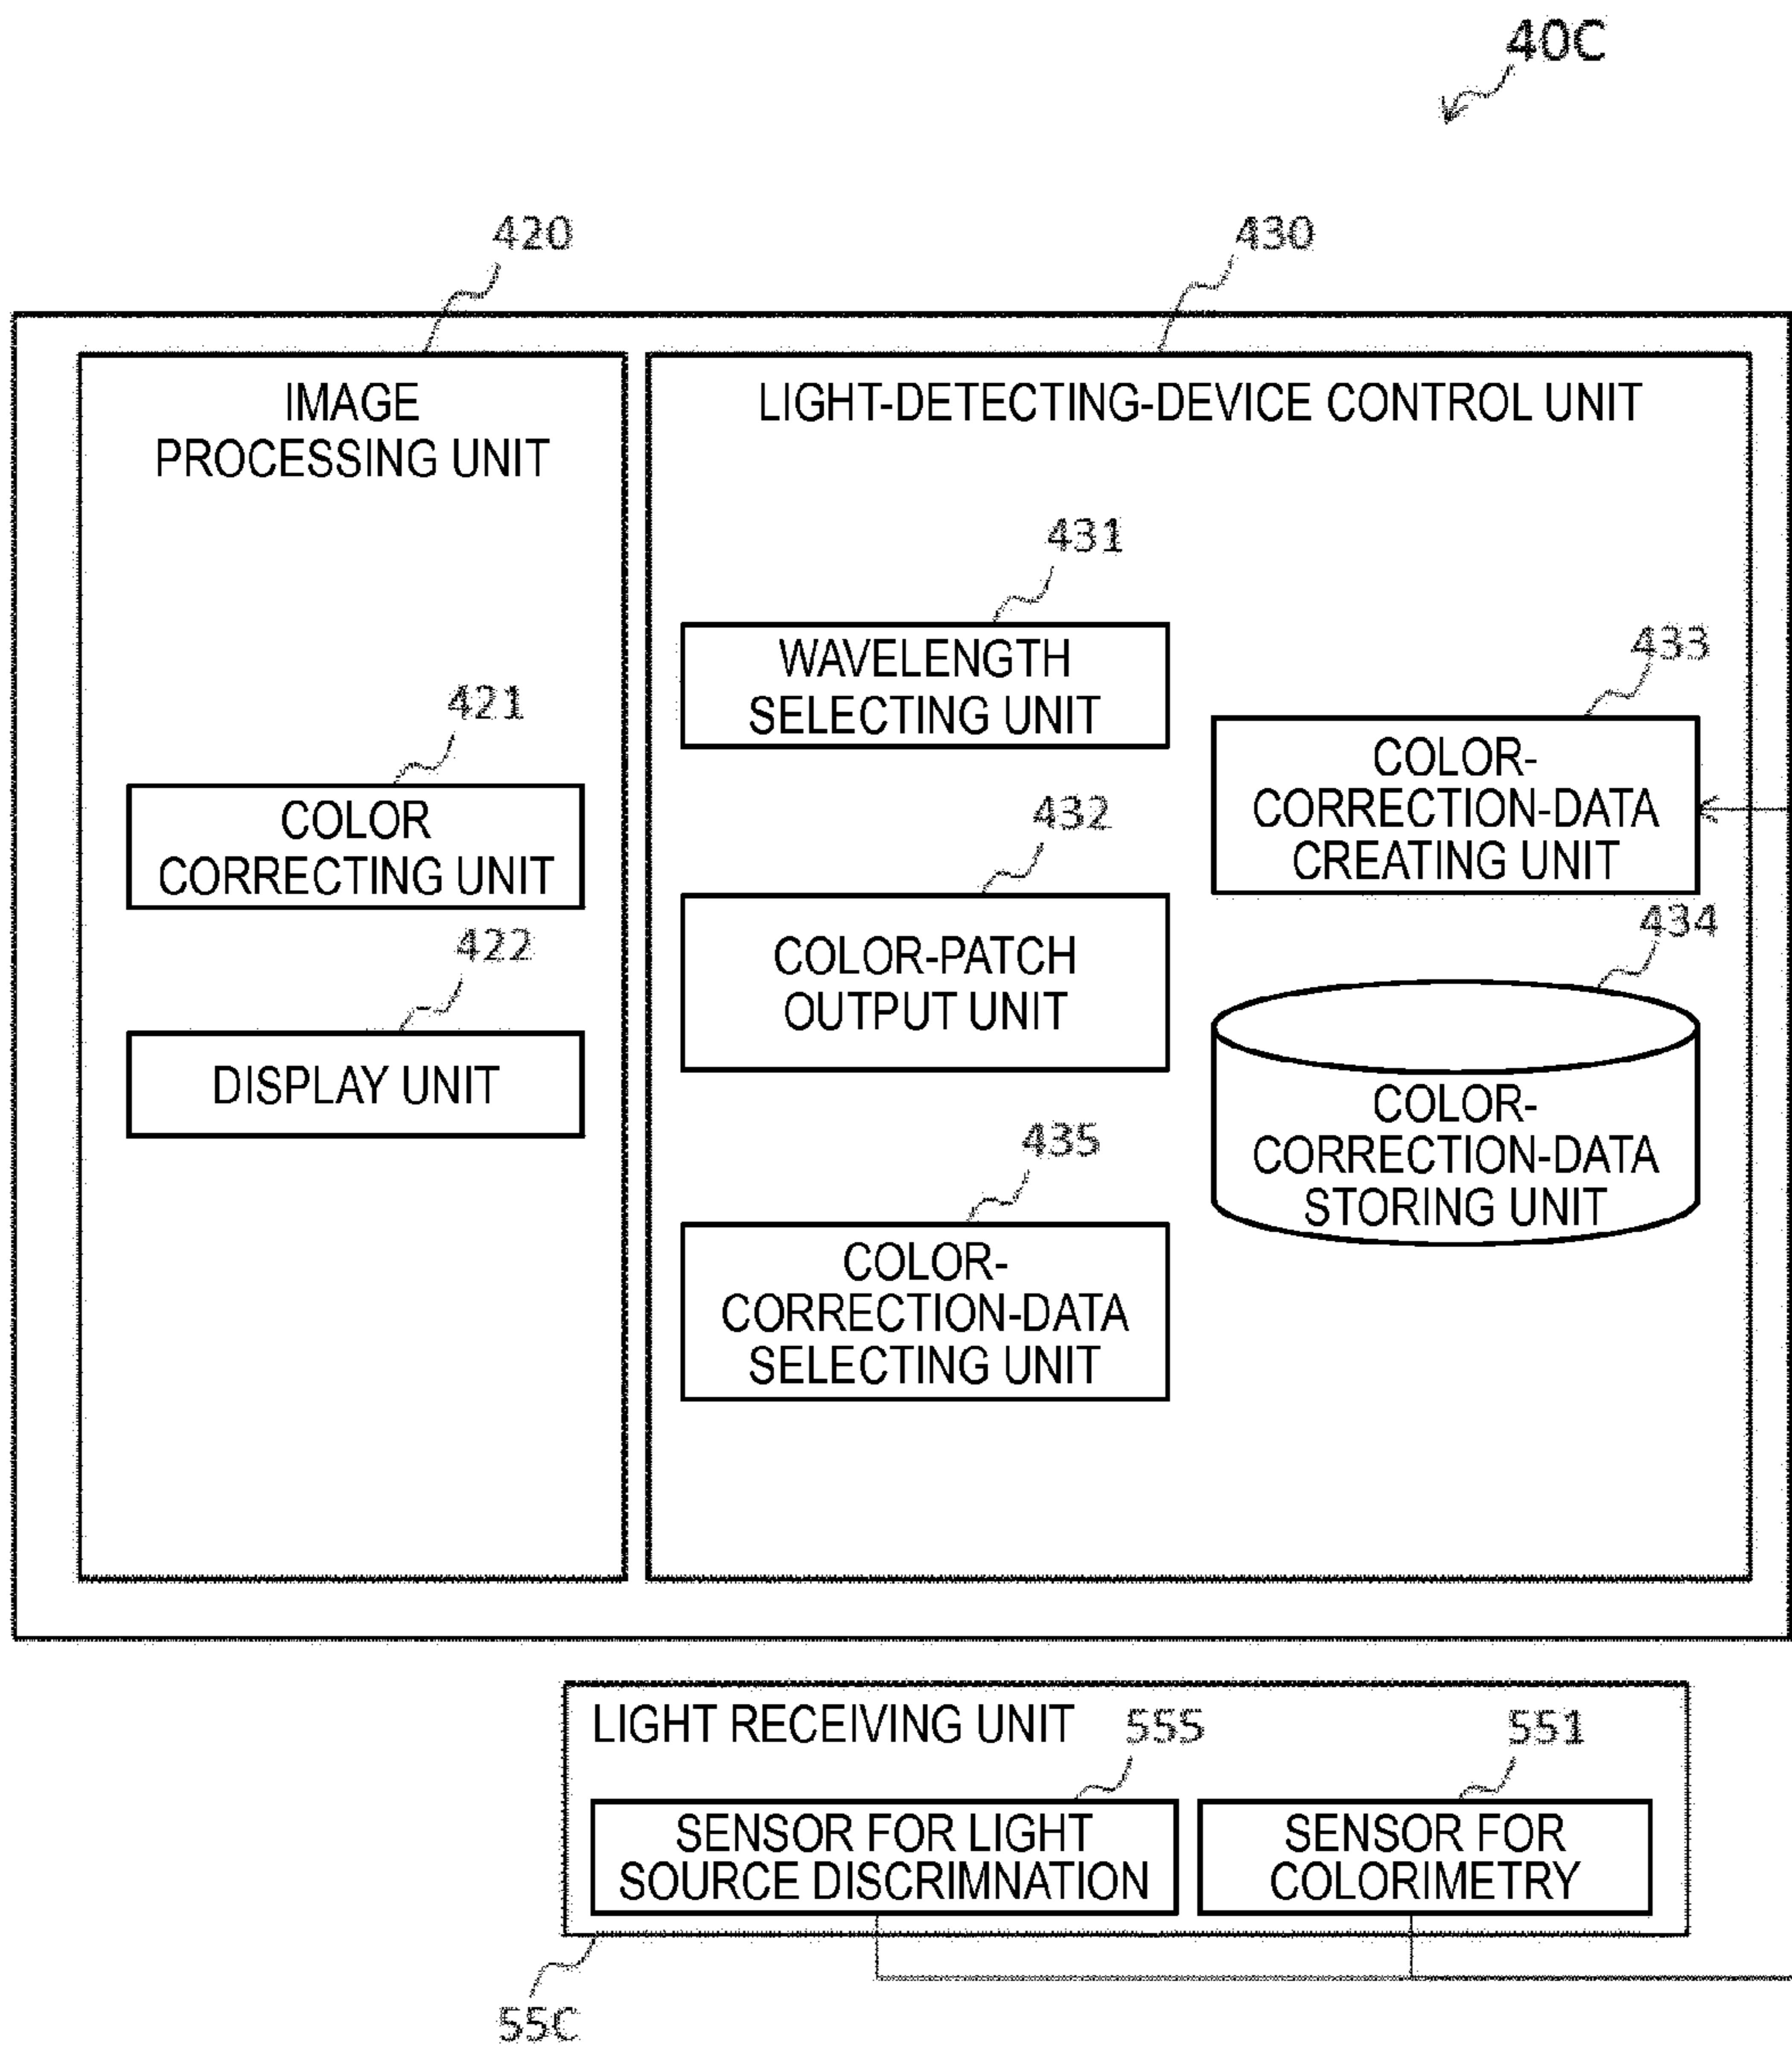 40C
420
430
IMAGE
PROCESSING UNIT
LIGHT-DETECTING-DEVICE CONTROL UNIT
431
WAVELENGTH
SELECTING UNIT
433
COLOR-
CORRECTION-DATA
CREATING UNIT
421
COLOR
CORRECTING UNIT
432
COLOR-PATCH
OUTPUT UNIT
434
COLOR-
CORRECTION-DATA
STORING UNIT
422
DISPLAY UNIT
435
COLOR-
CORRECTION-DATA
SELECTING UNIT
LIGHT RECEIVING UNIT
555
551
SENSOR FOR LIGHT
SOURCE DISCRIMNATION
SENSOR FOR
COLORIMETRY
55C